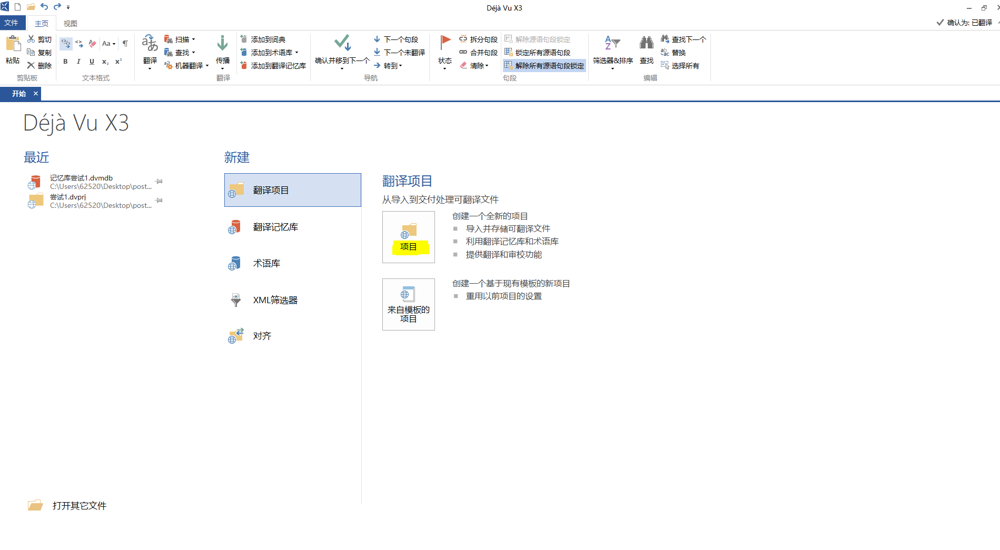 Déjà Vu X3
文件
主页
视图
确认为: 已翻译
粘贴
剪切
复制
删除
剪贴板
Aa
B I U x₂ x²
文本格式
翻译
扫描
查找
机器翻译
传播
添加到词典
添加到术语库
添加到翻译记忆库
翻译
确认并移到下一个
下一个句段
下一个未翻译
转到
导航
状态
拆分句段
合并句段
清除
解除源语句段锁定
锁定所有源语句段
解除所有源语句段锁定
句段
筛选器&排序
查找
查找下一个
替换
选择所有
编辑
开始
Déjà Vu X3
最近
记忆库尝试1.dvmdb
C:\Users\62520\Desktop\post...
尝试1.dvprj
C:\Users\62520\Desktop\post...
打开其它文件
新建
翻译项目
翻译记忆库
术语库
XML筛选器
对齐
翻译项目
从导入到交付处理可翻译文件
项目
创建一个全新的项目
导入并存储可翻译文件
利用翻译记忆库和术语库
提供翻译和审校功能
来自模板的
项目
创建一个基于现有模板的新项目
重用以前项目的设置